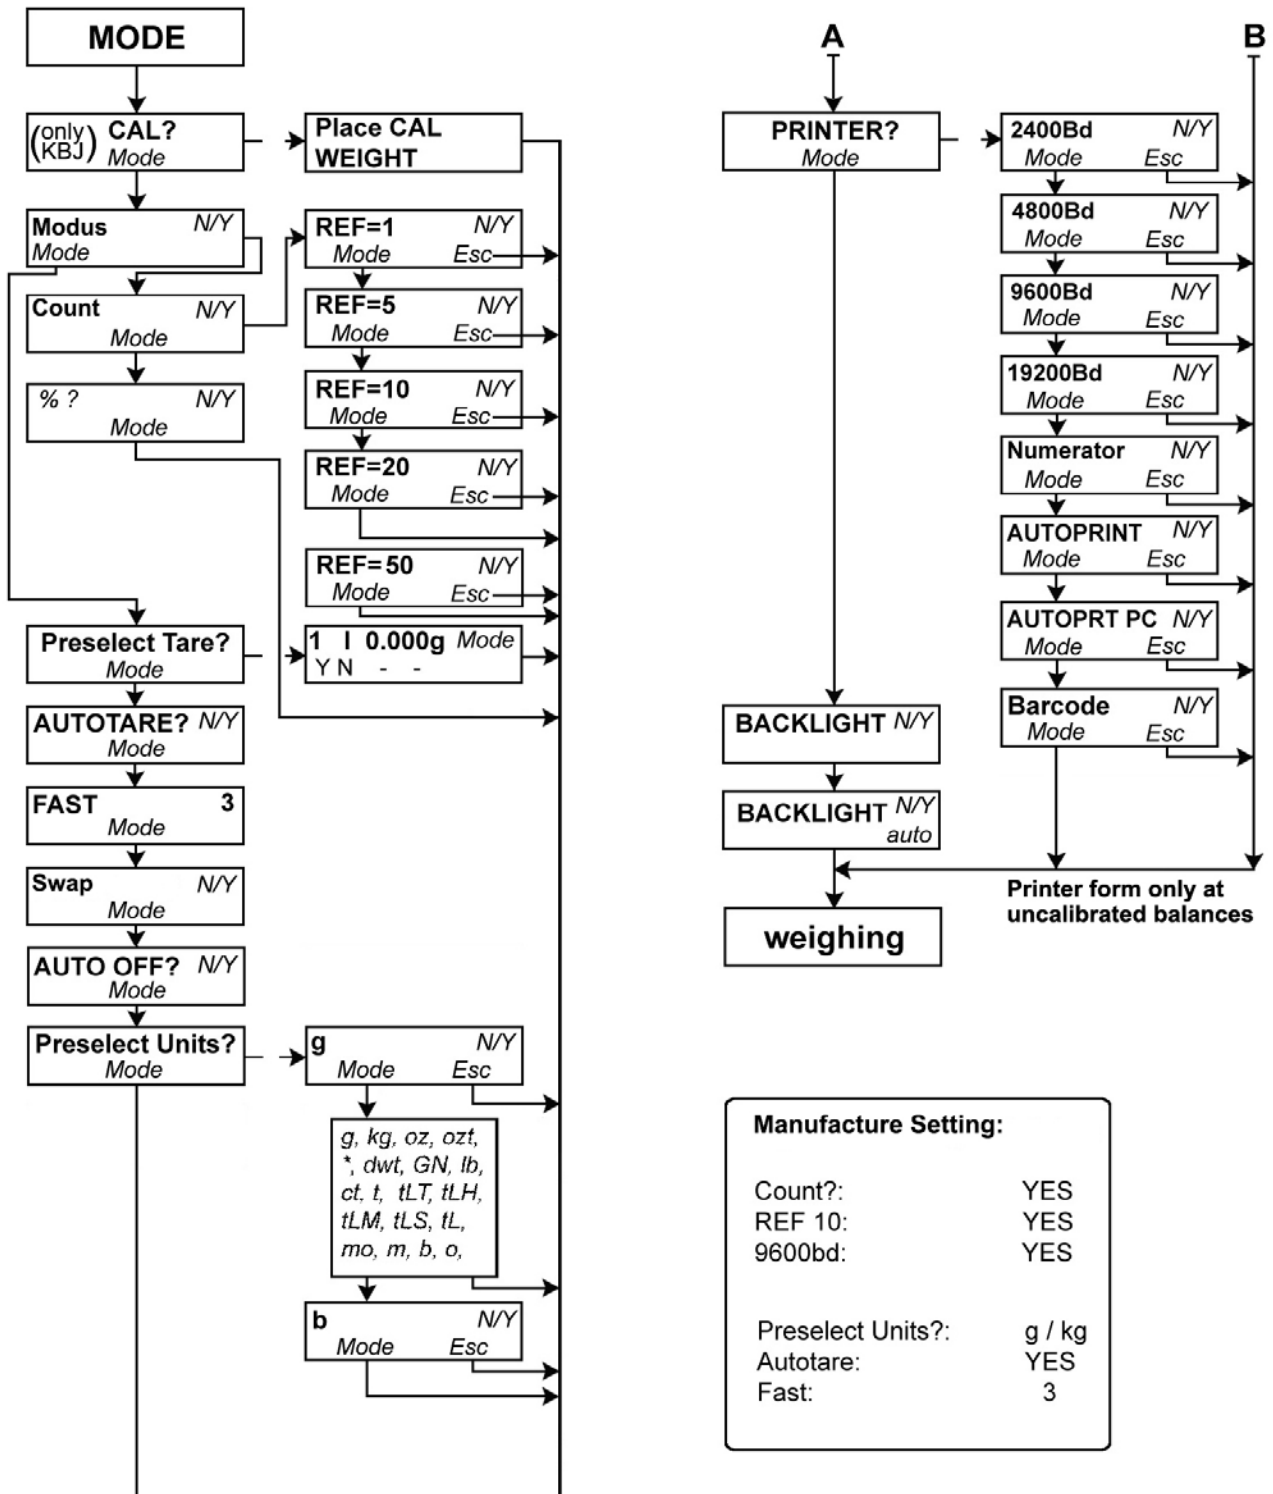 MODE
(only KBJ) CAL?
Mode
Place CAL
WEIGHT
Modus N/Y
Mode
REF=1 N/Y
Mode Esc
Count N/Y
Mode
REF=5 N/Y
Mode Esc
% ? N/Y
Mode
REF=10 N/Y
Mode Esc
REF=20 N/Y
Mode Esc
REF=50 N/Y
Mode Esc
Preselect Tare?
Mode
1 I 0.000g Mode
Y N - -
AUTOTARE? N/Y
Mode
FAST 3
Mode
Swap N/Y
Mode
AUTO OFF? N/Y
Mode
Preselect Units?
Mode
g N/Y
Mode Esc
g, kg, oz, ozt,
*, dwt, GN, lb,
ct, t, tLT, tLH,
tLM, tLS, tL,
mo, m, b, o,
b N/Y
Mode Esc
A
B
PRINTER?
Mode
2400Bd N/Y
Mode Esc
4800Bd N/Y
Mode Esc
9600Bd N/Y
Mode Esc
19200Bd N/Y
Mode Esc
Numerator N/Y
Mode Esc
AUTOPRINT N/Y
Mode Esc
AUTOPRT PC N/Y
Mode Esc
Barcode N/Y
Mode Esc
BACKLIGHT N/Y
BACKLIGHT N/Y
auto
Printer form only at
uncalibrated balances
weighing
Manufacture Setting:
Count?: YES
REF 10: YES
9600bd: YES
Preselect Units?: g / kg
Autotare: YES
Fast: 3